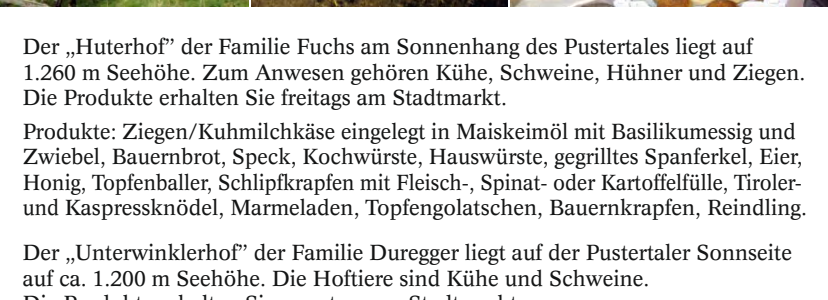 Der „Huterhof” der Familie Fuchs am Sonnenhang des Pustertales liegt auf
1.260 m Seehöhe. Zum Anwesen gehören Kühe, Schweine, Hühner und Ziegen.
Die Produkte erhalten Sie freitags am Stadtmarkt.
Produkte: Ziegen/Kuhmilchkäse eingelegt in Maiskeimöl mit Basilikumessig und
Zwiebel, Bauernbrot, Speck, Kochwürste, Hauswürste, gegrilltes Spanferkel, Eier,
Honig, Topfenballer, Schlipfkrapfen mit Fleisch-, Spinat- oder Kartoffelfülle, Tiroler-
und Kaspressknödel, Marmeladen, Topfengolatschen, Bauernkrapfen, Reindling.
Der „Unterwinklerhof” der Familie Duregger liegt auf der Pustertaler Sonnseite
auf ca. 1.200 m Seehöhe. Die Hoftiere sind Kühe und Schweine.